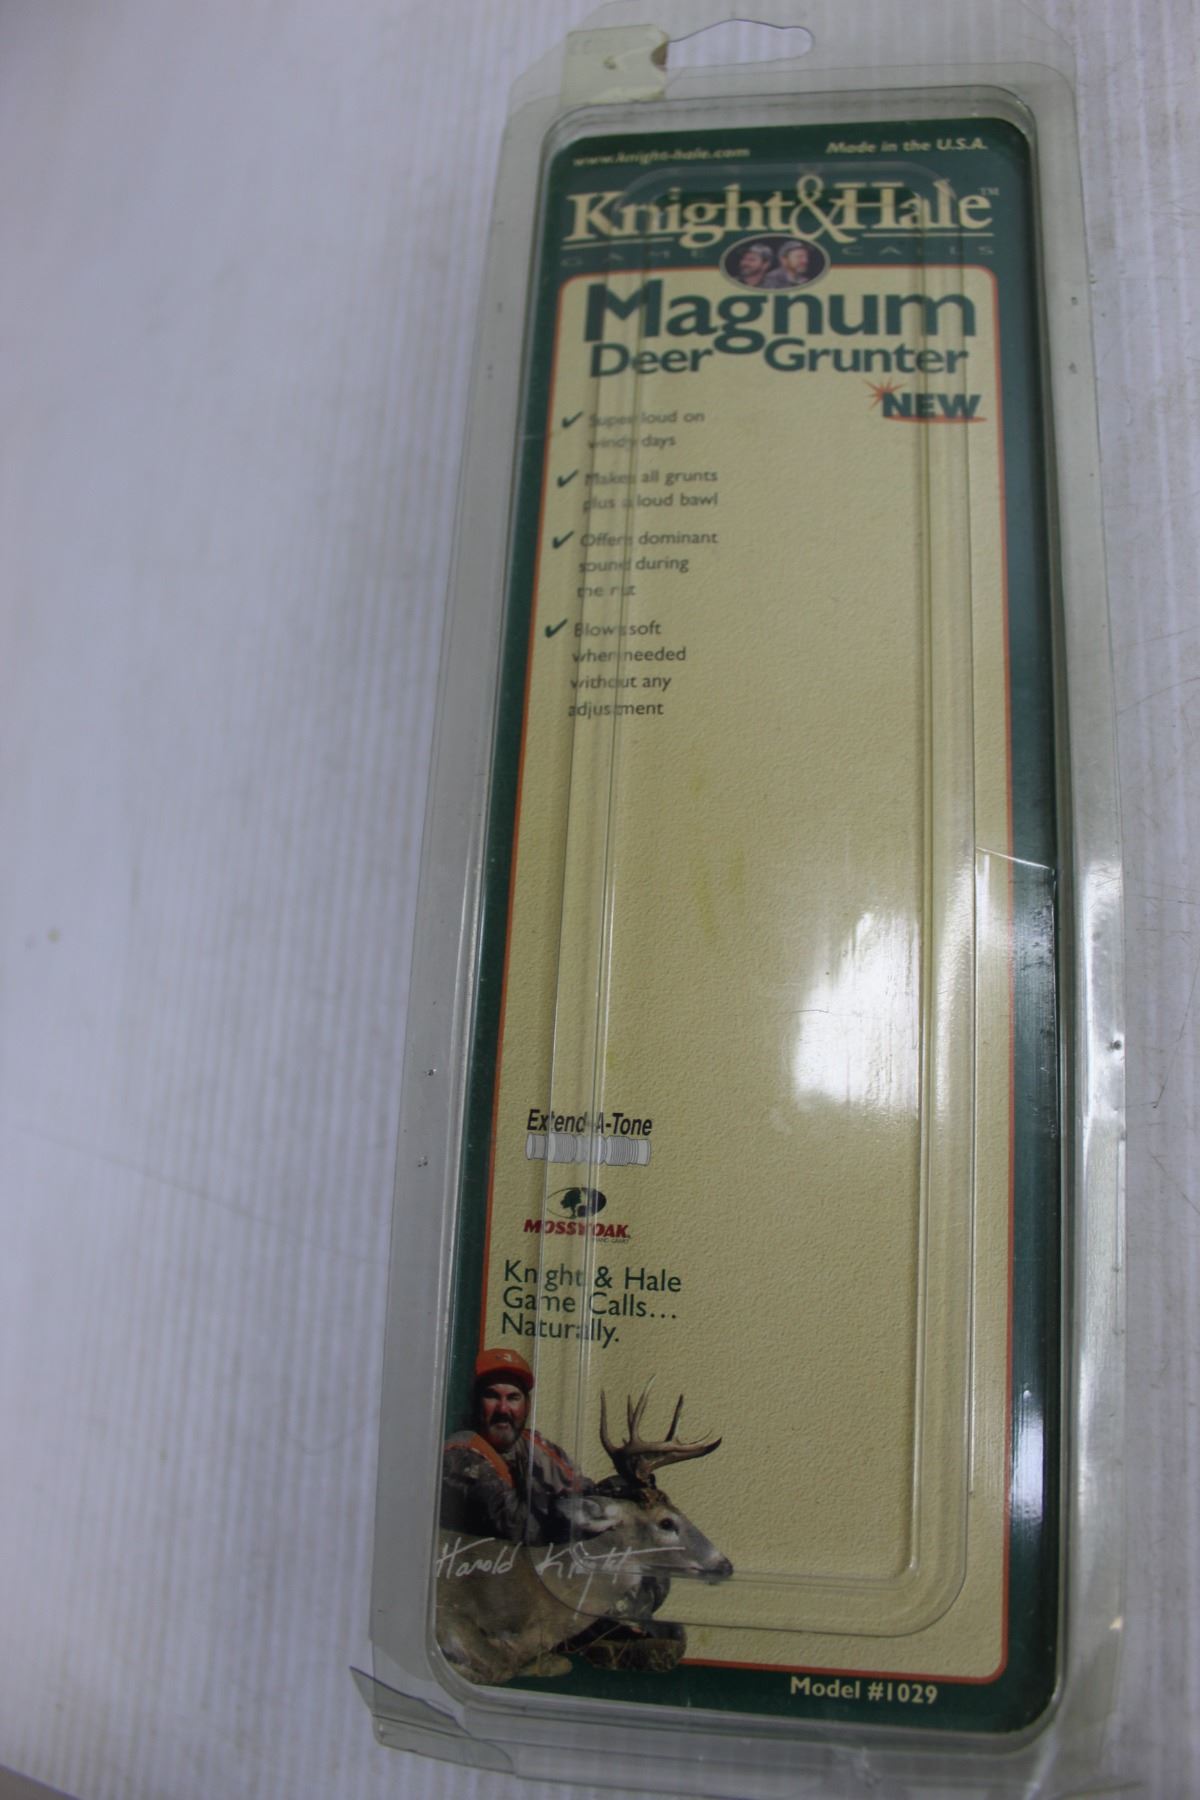 www.knight-hale.com
Made in the U.S.A.
Knight&Hale™
GAME CALLS
Magnum
Deer Grunter
NEW
✔ Super loud on
windy days
✔ Makes all grunts
plus a loud bawl
✔ Offers dominant
sound during
the rut
✔ Blows soft
when needed
without any
adjustment
Extend-A-Tone
MOSSY OAK
Knight & Hale
Game Calls...
Naturally.
Harold Knight
Model #1029